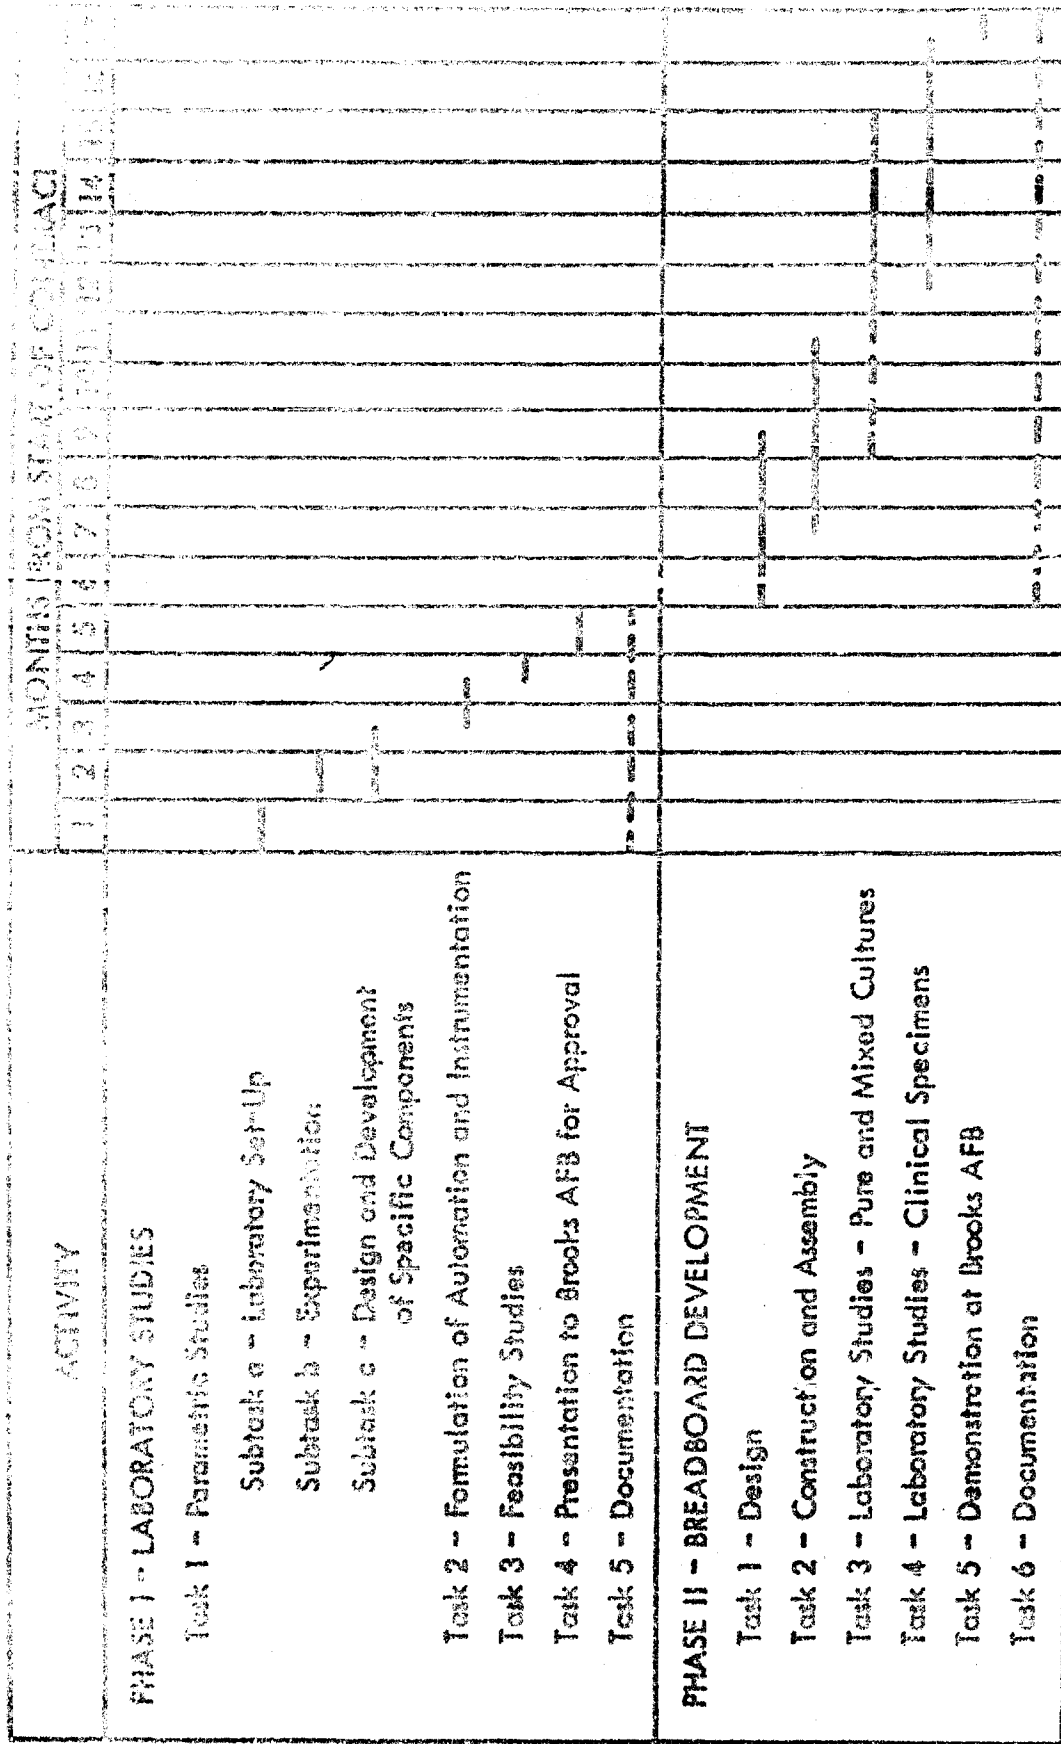 ACTIVITY
MONTHS FROM START OF CONTRACT
1 2 3 4 5 6 7 8 9 10 11 12 13 14 15 16
PHASE I - LABORATORY STUDIES
Task 1 - Parametric Studies
Subtask a - Laboratory Set-Up
Subtask b - Experimentation
Subtask c - Design and Development
of Specific Components
Task 2 - Formulation of Automation and Instrumentation
Task 3 - Feasibility Studies
Task 4 - Presentation to Brooks AFB for Approval
Task 5 - Documentation
PHASE II - BREADBOARD DEVELOPMENT
Task 1 - Design
Task 2 - Construction and Assembly
Task 3 - Laboratory Studies - Pure and Mixed Cultures
Task 4 - Laboratory Studies - Clinical Specimens
Task 5 - Demonstration at Brooks AFB
Task 6 - Documentation